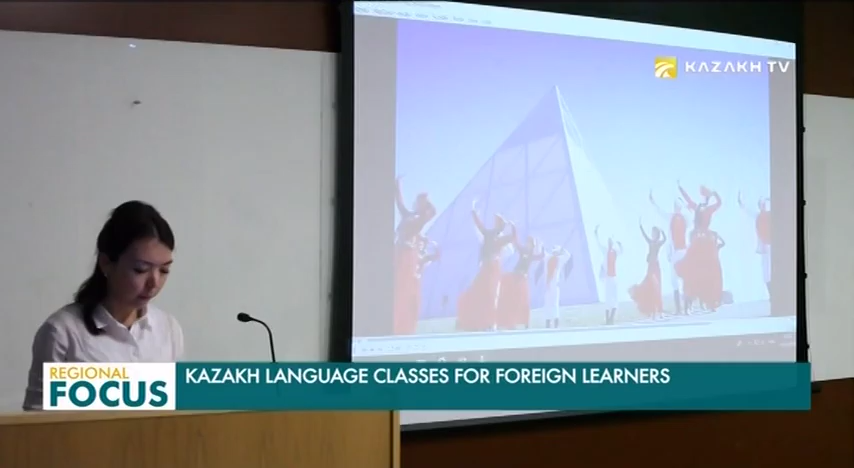 KAZAKH TV
REGIONAL
FOCUS
KAZAKH LANGUAGE CLASSES FOR FOREIGN LEARNERS